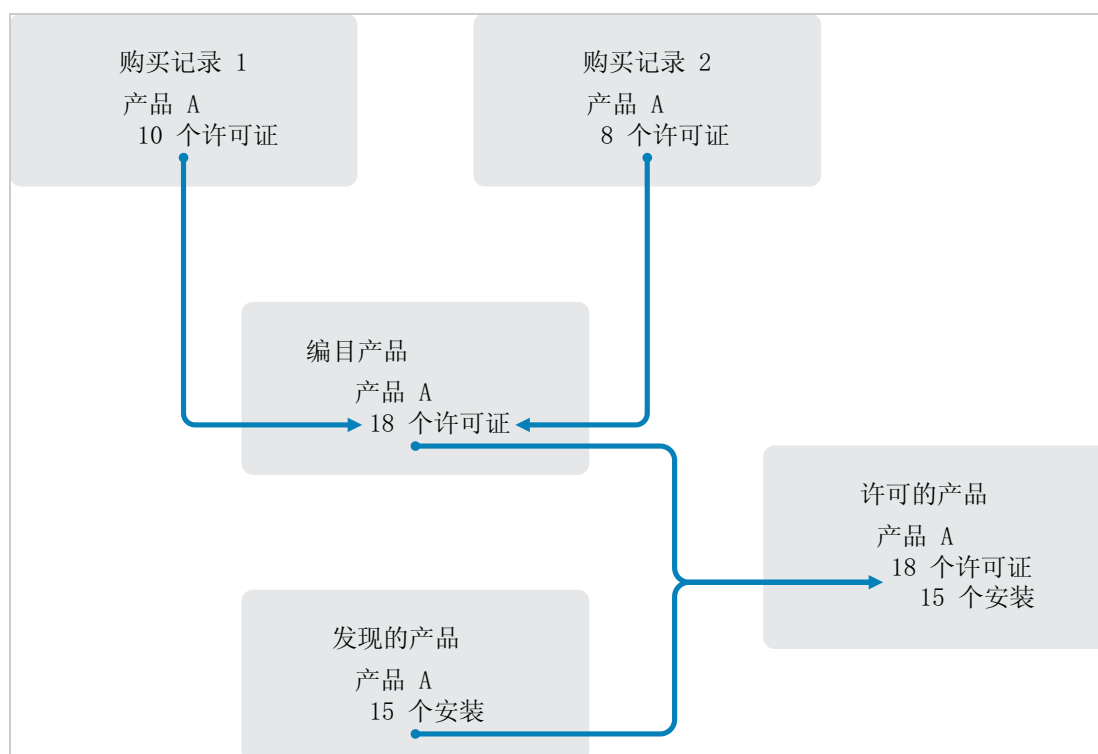 购买记录 1
产品 A
10 个许可证
购买记录 2
产品 A
8 个许可证
编目产品
产品 A
18 个许可证
许可的产品
产品 A
18 个许可证
15 个安装
发现的产品
产品 A
15 个安装